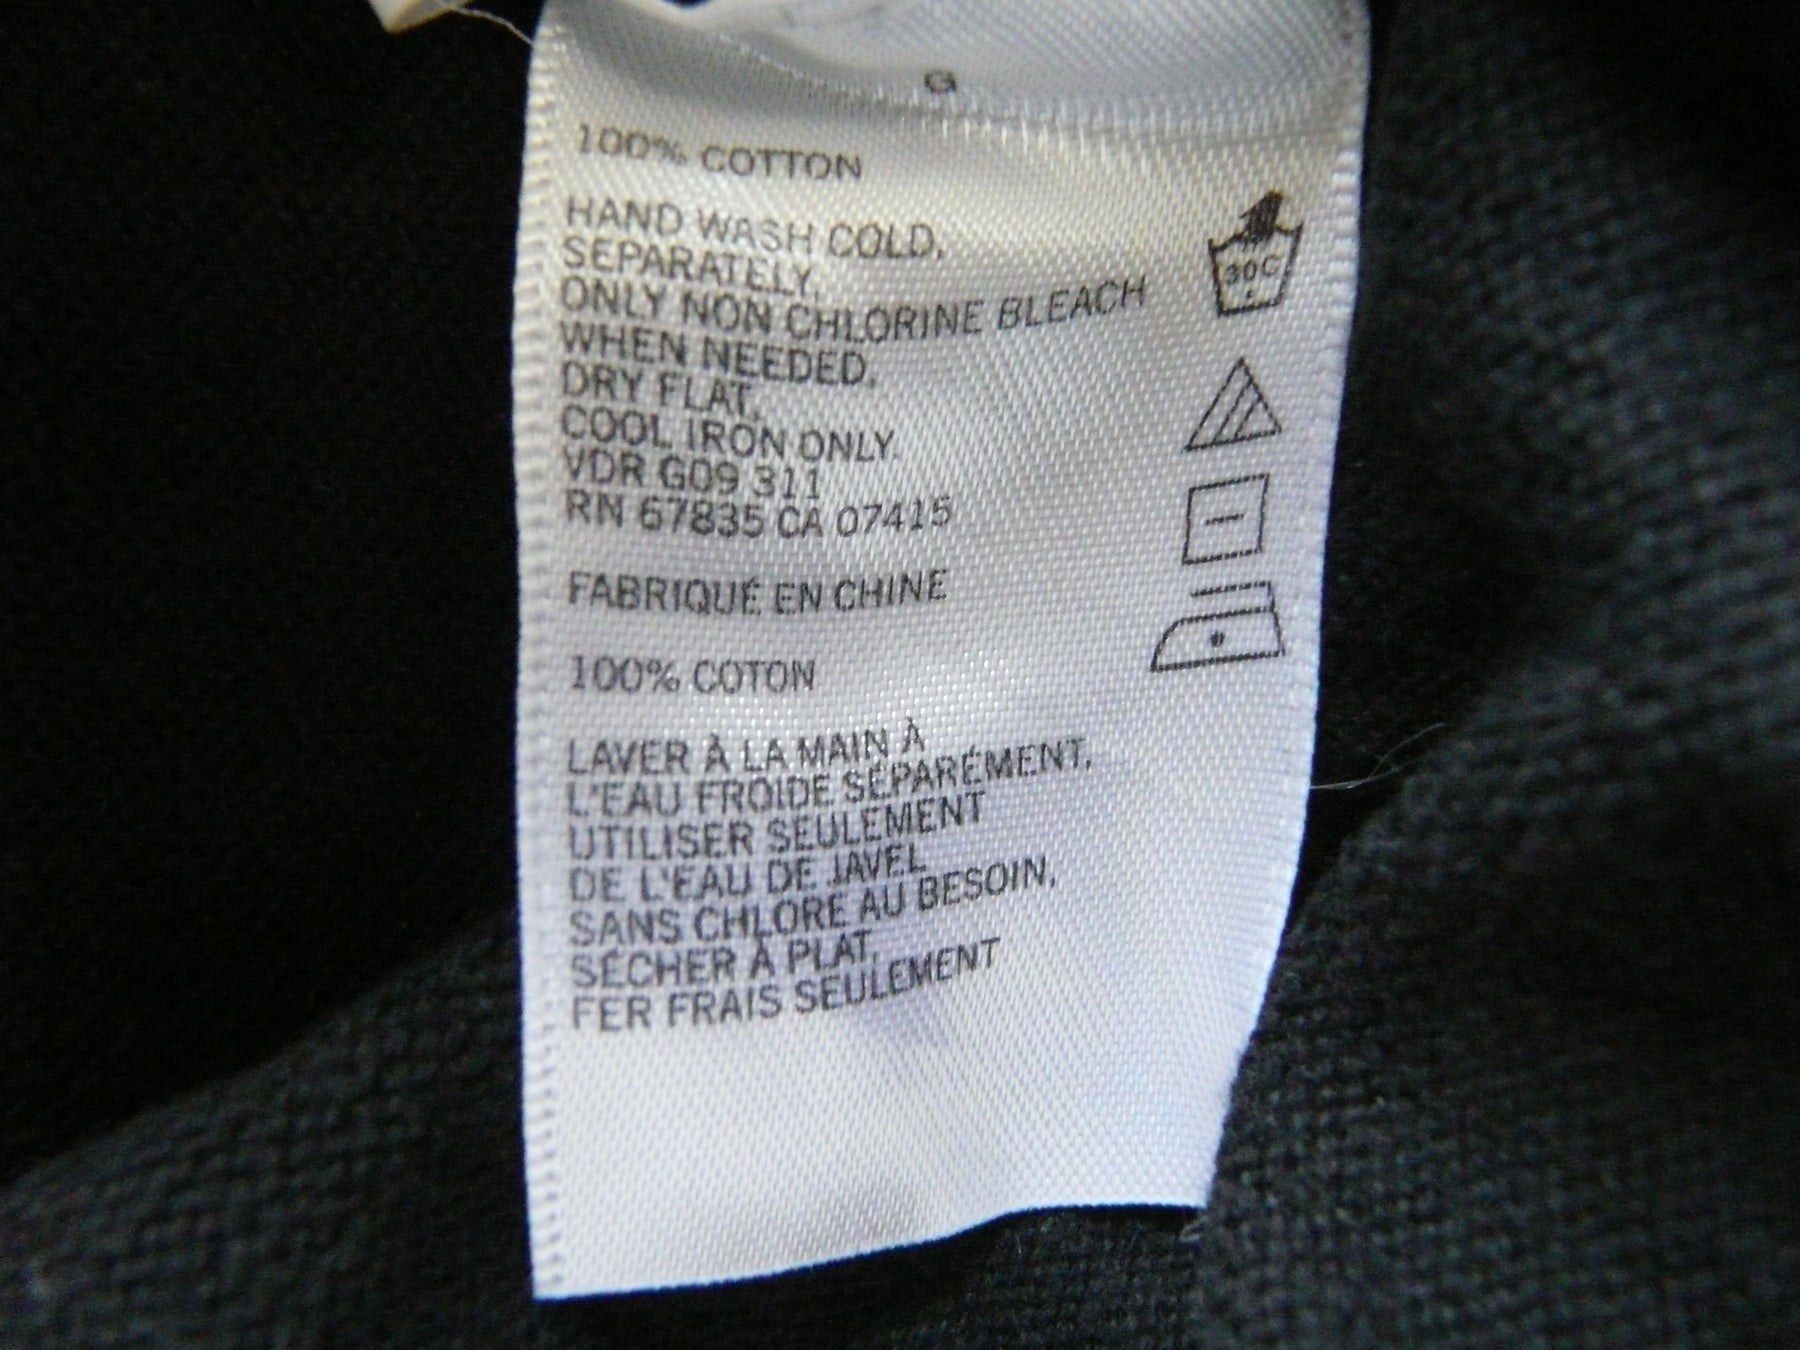 G
100% COTTON
HAND WASH COLD,
SEPARATELY,
ONLY NON CHLORINE BLEACH
WHEN NEEDED,
DRY FLAT,
COOL IRON ONLY.
VDR G09 311
RN 67835 CA 07415
FABRIQUÉ EN CHINE
100% COTON
LAVER À LA MAIN À
L'EAU FROIDE SÉPARÉMENT,
UTILISER SEULEMENT
DE L'EAU DE JAVEL
SANS CHLORE AU BESOIN,
SÉCHER À PLAT,
FER FRAIS SEULEMENT
30C